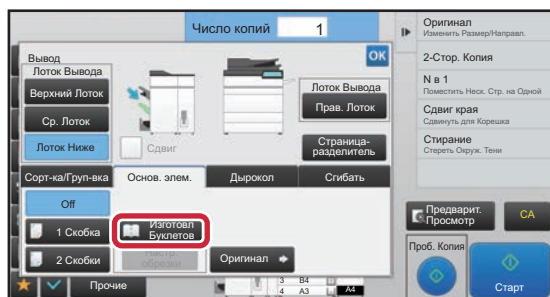 Число копий 1
Вывод
OK
Лоток Вывода
Верхний Лоток
Ср. Лоток
Лоток Ниже
Сдвиг
Лоток Вывода
Прав. Лоток
Страница-
разделитель
Сорт-ка/Груп-вка
Основ. элем.
Дырокол
Сгибать
Off
1 Скобка
2 Скобки
Изготовл
Буклетов
Настр.
обрезки
Оригинал
Прочие
3 B4
4 A3
A4
Оригинал
Изменить Размер/Направл.
2-Стор. Копия
N в 1
Поместить Неск. Стр. на Одной
Сдвиг края
Сдвинуть для Корешка
Стирание
Стереть Окруж. Тени
Предварит.
Просмотр
CA
Проб. Копия
Старт